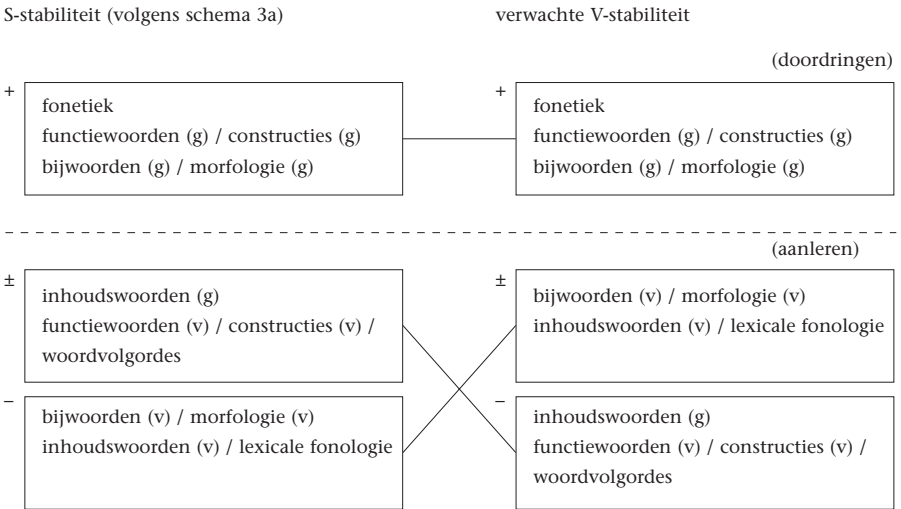 S-stabiliteit (volgens schema 3a)
verwachte V-stabiliteit
(doordringen)
+
fonetiek
functiewoorden (g) / constructies (g)
bijwoorden (g) / morfologie (g)
+
fonetiek
functiewoorden (g) / constructies (g)
bijwoorden (g) / morfologie (g)
(aanleren)
±
inhoudswoorden (g)
functiewoorden (v) / constructies (v) /
woordvolgordes
±
bijwoorden (v) / morfologie (v)
inhoudswoorden (v) / lexicale fonologie
–
bijwoorden (v) / morfologie (v)
inhoudswoorden (v) / lexicale fonologie
–
inhoudswoorden (g)
functiewoorden (v) / constructies (v) /
woordvolgordes